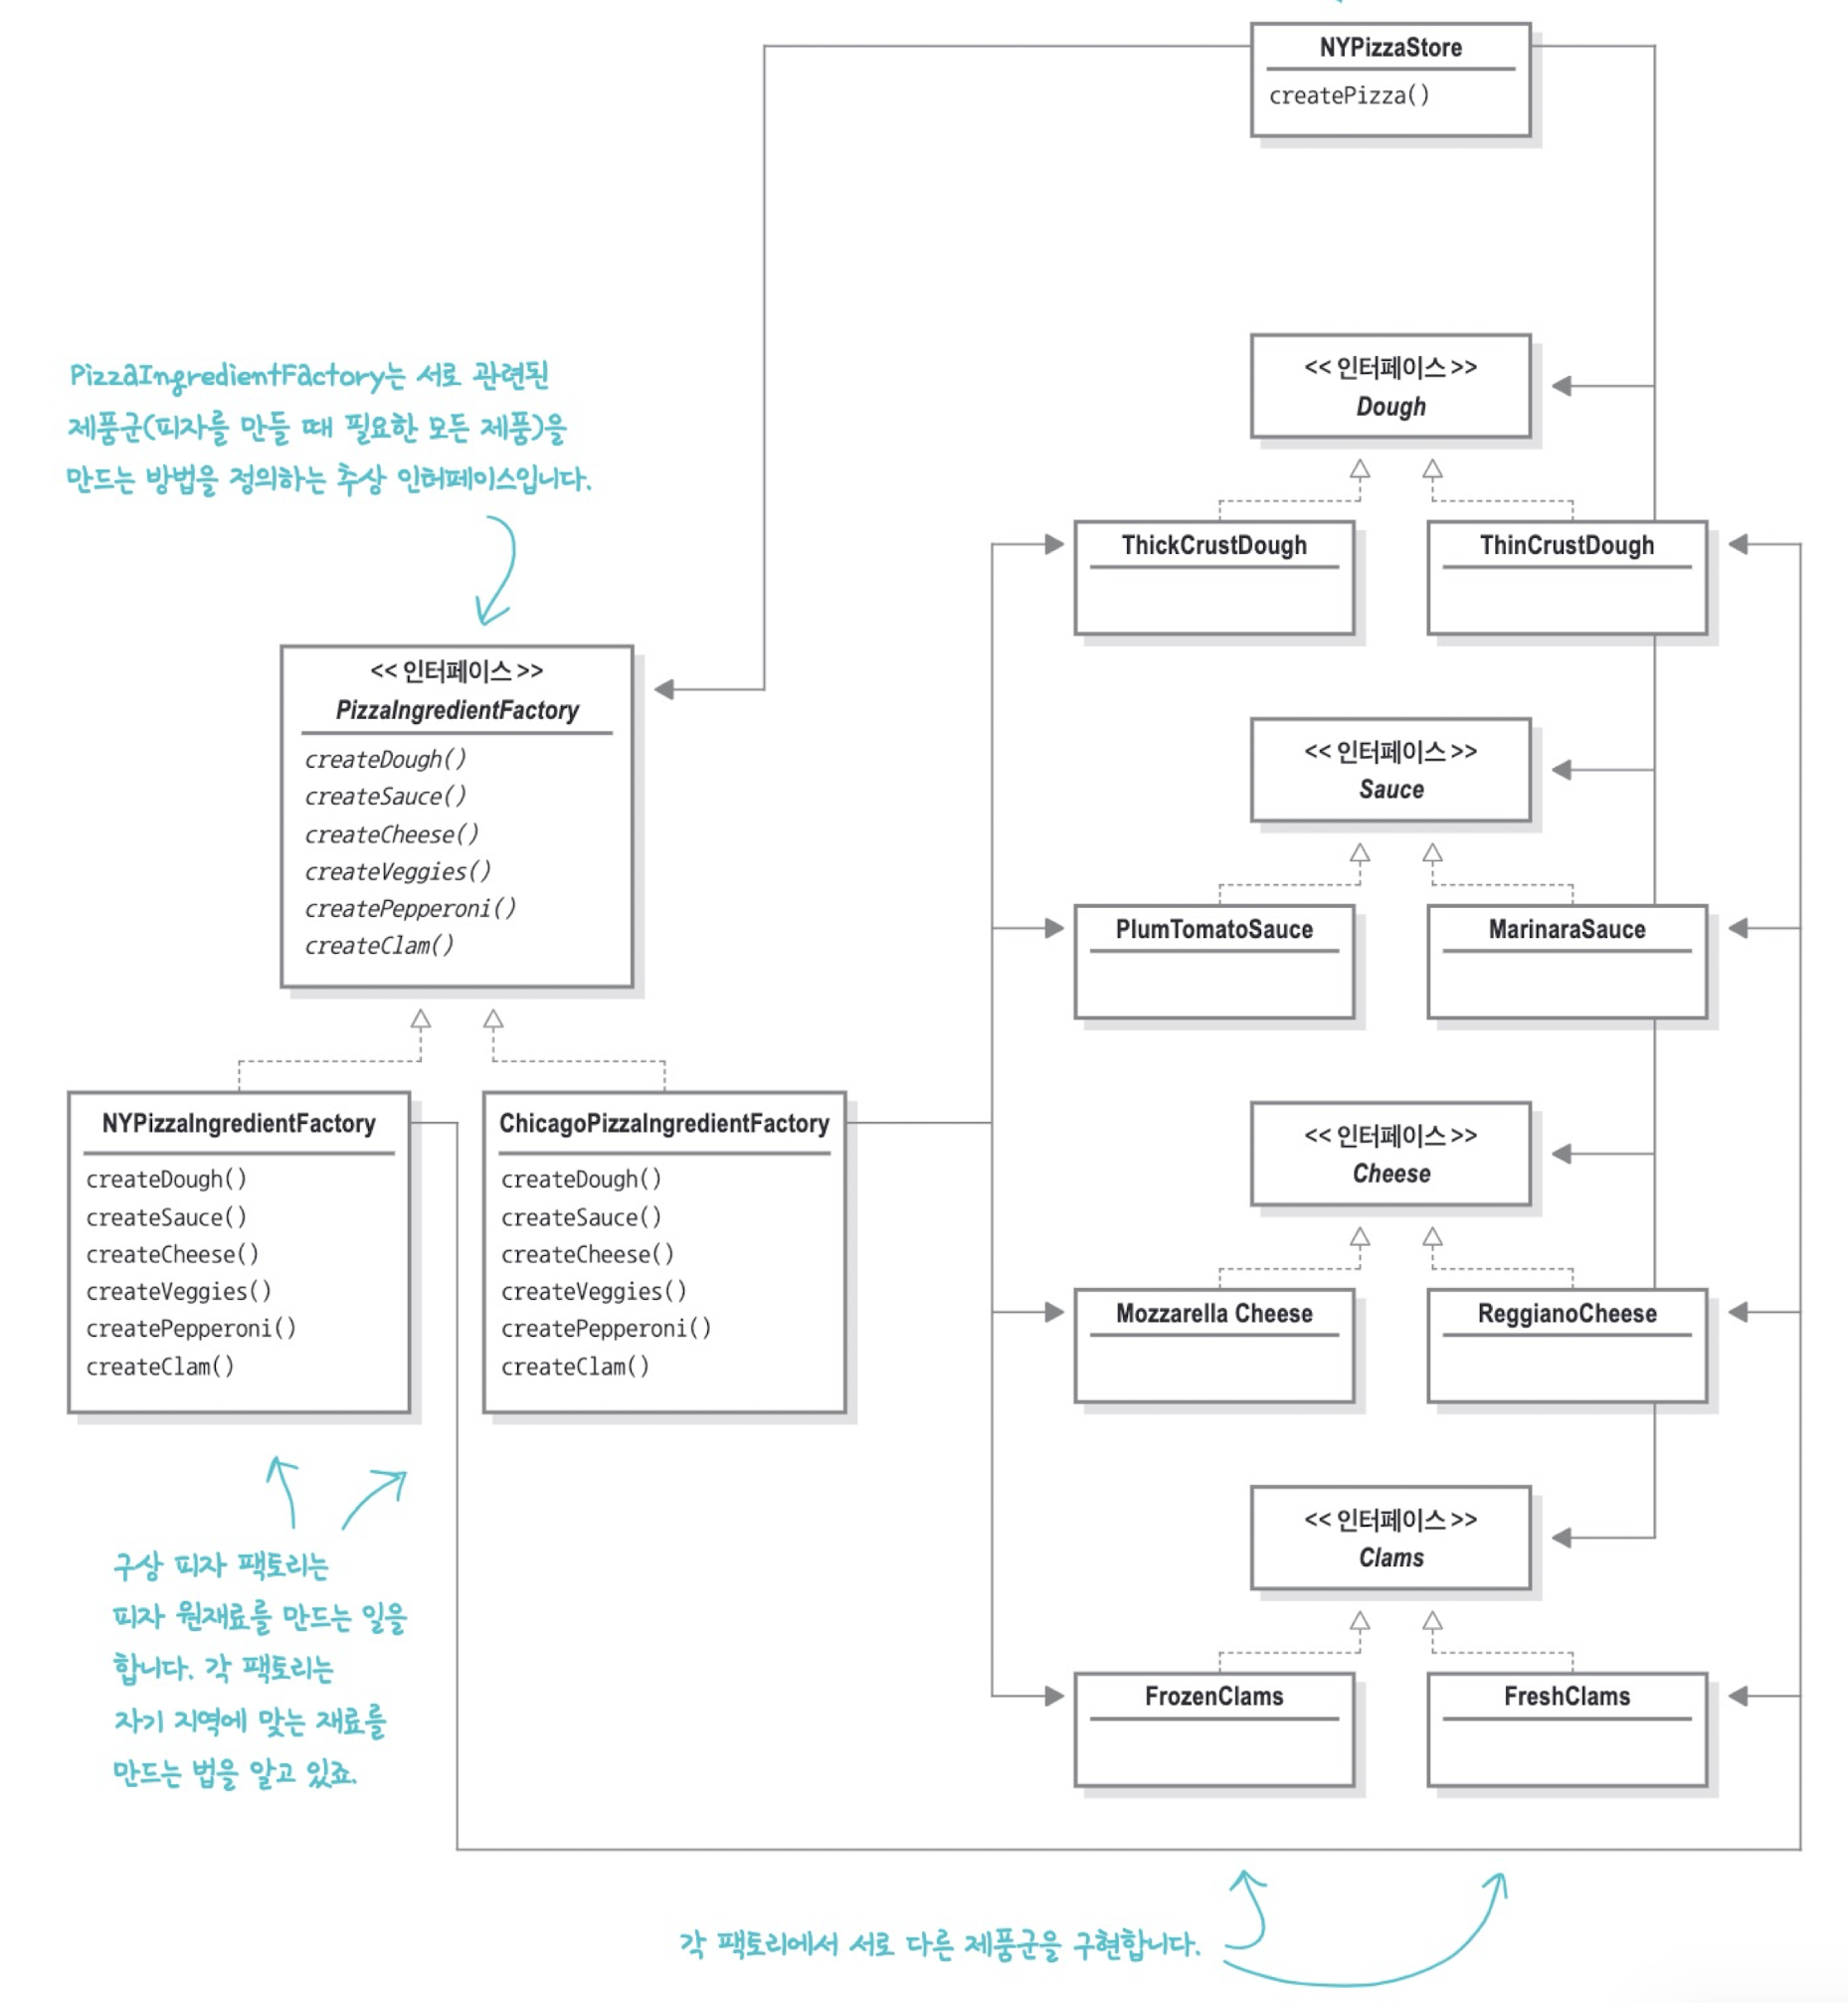 NYPizzaStore
createPizza()
PizzaIngredientFactory는 서로 관련된
제품군(피자를 만들 때 필요한 모든 제품)을
만드는 방법을 정의하는 추상 인터페이스입니다.
<< 인터페이스 >>
PizzaIngredientFactory
createDough()
createSauce()
createCheese()
createVeggies()
createPepperoni()
createClam()
NYPizzaIngredientFactory
createDough()
createSauce()
createCheese()
createVeggies()
createPepperoni()
createClam()
ChicagoPizzaIngredientFactory
createDough()
createSauce()
createCheese()
createVeggies()
createPepperoni()
createClam()
구상 피자 팩토리는
피자 원재료를 만드는 일을
합니다. 각 팩토리는
자기 지역에 맞는 재료를
만드는 법을 알고 있죠.
<< 인터페이스 >>
Dough
ThickCrustDough
ThinCrustDough
<< 인터페이스 >>
Sauce
PlumTomatoSauce
MarinaraSauce
<< 인터페이스 >>
Cheese
Mozzarella Cheese
ReggianoCheese
<< 인터페이스 >>
Clams
FrozenClams
FreshClams
각 팩토리에서 서로 다른 제품군을 구현합니다.